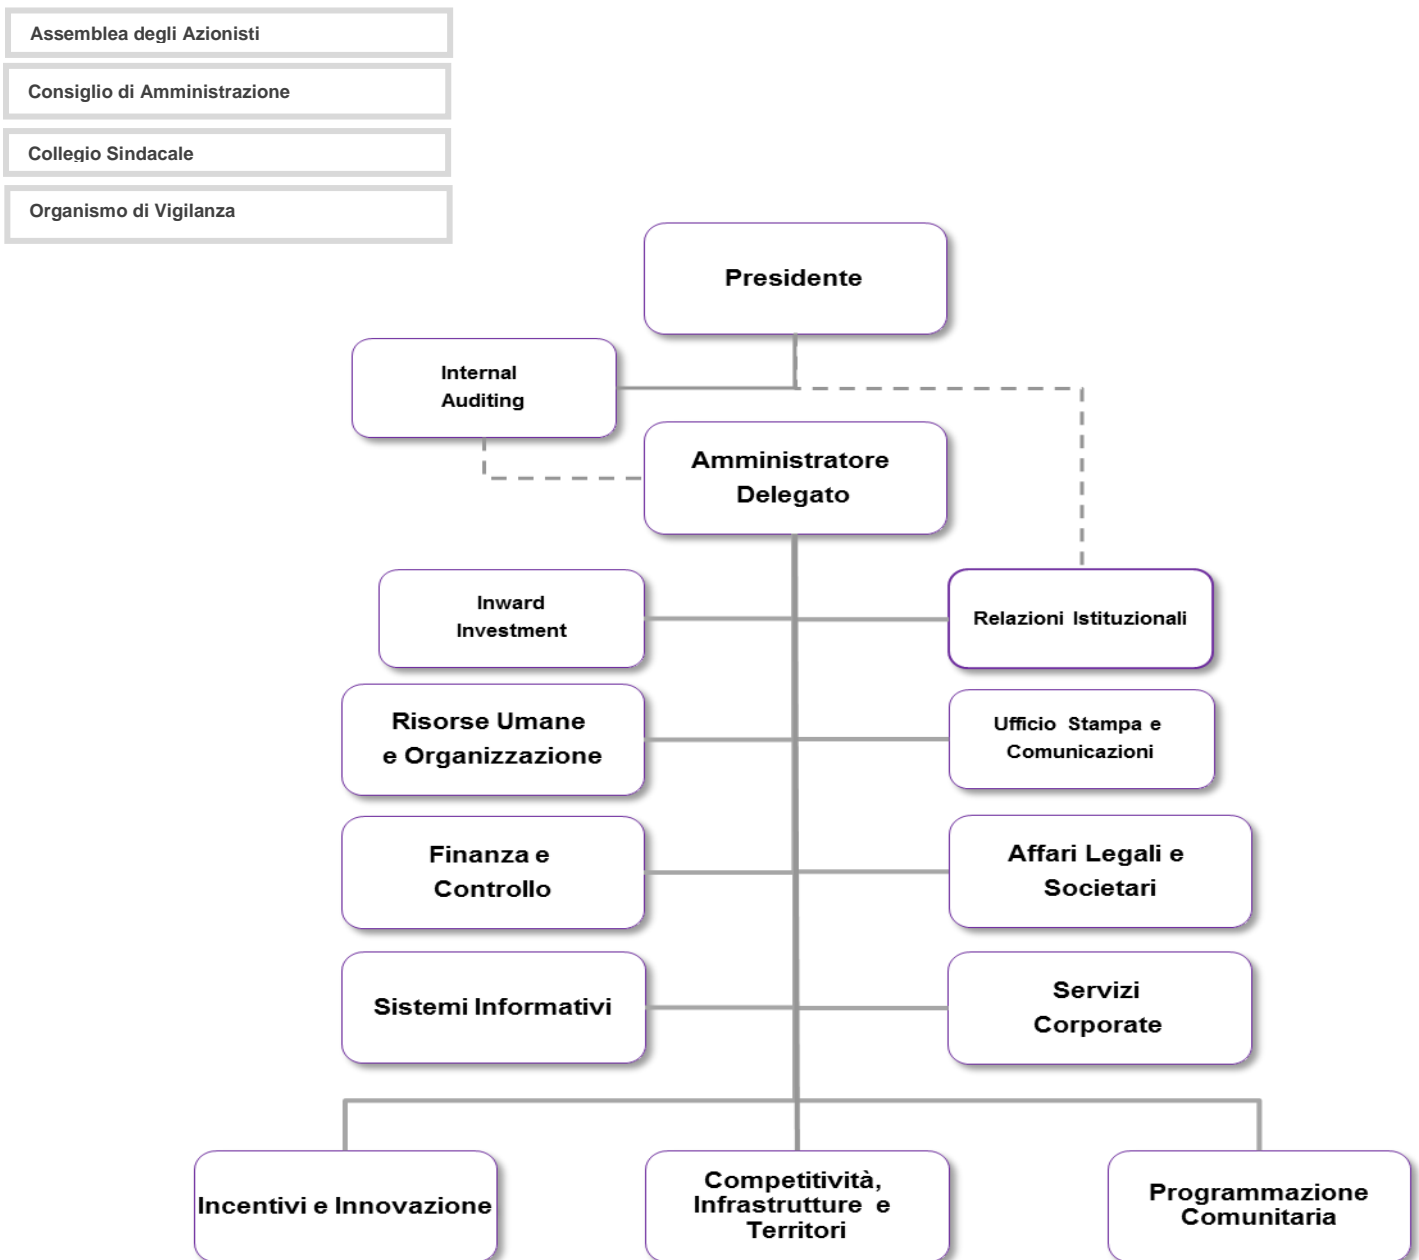 Assemblea degli Azionisti
Consiglio di Amministrazione
Collegio Sindacale
Organismo di Vigilanza
Presidente
Internal
Auditing
Amministratore
Delegato
Inward
Investment
Relazioni Istituzionali
Risorse Umane
e Organizzazione
Ufficio Stampa e
Comunicazioni
Finanza e
Controllo
Affari Legali e
Societari
Sistemi Informativi
Servizi
Corporate
Incentivi e Innovazione
Competitività,
Infrastrutture e
Territori
Programmazione
Comunitaria